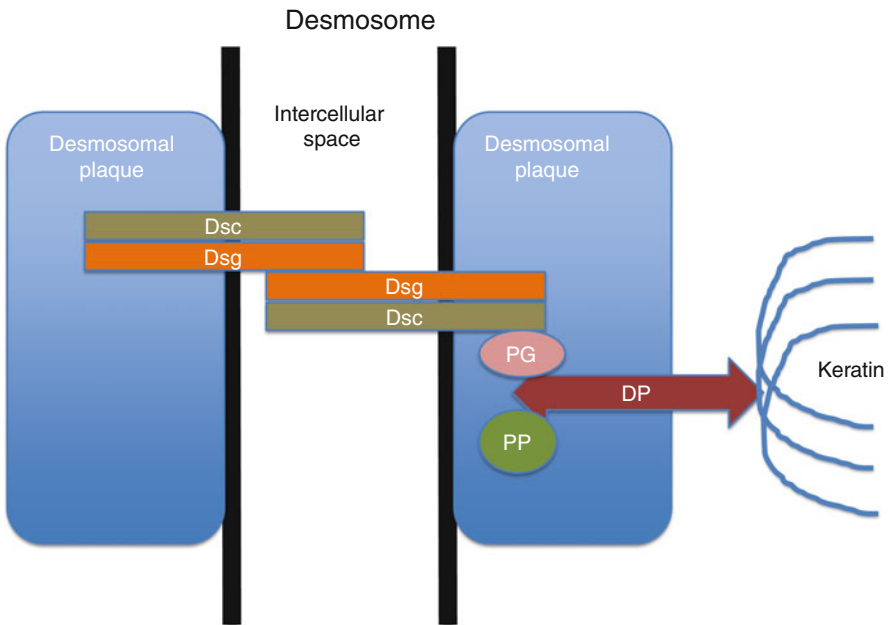 Desmosome
Intercellular
space
Desmosomal
plaque
Desmosomal
plaque
Dsc
Dsg
Dsg
Dsc
PG
Keratin
DP
PP